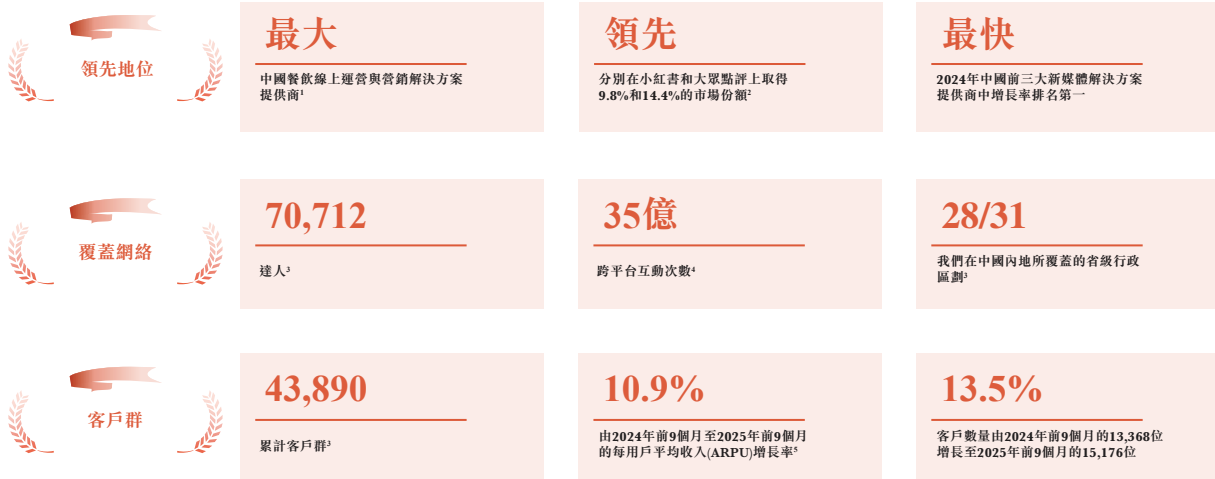 領先地位
最大
中國餐飲線上運營與營銷解決方案
提供商¹
領先
分別在小紅書和大眾點評上取得
9.8%和14.4%的市場份額²
最快
2024年中國前三大新媒體解決方案
提供商中增長率排名第一
覆蓋網絡
70,712
達人³
35億
跨平台互動次數⁴
28/31
我們在中國內地所覆蓋的省級行政
區劃³
客戶群
43,890
累計客戶群³
10.9%
由2024年前9個月至2025年前9個月
的每用戶平均收入(ARPU)增長率⁵
13.5%
客戶數量由2024年前9個月的13,368位
增長至2025年前9個月的15,176位